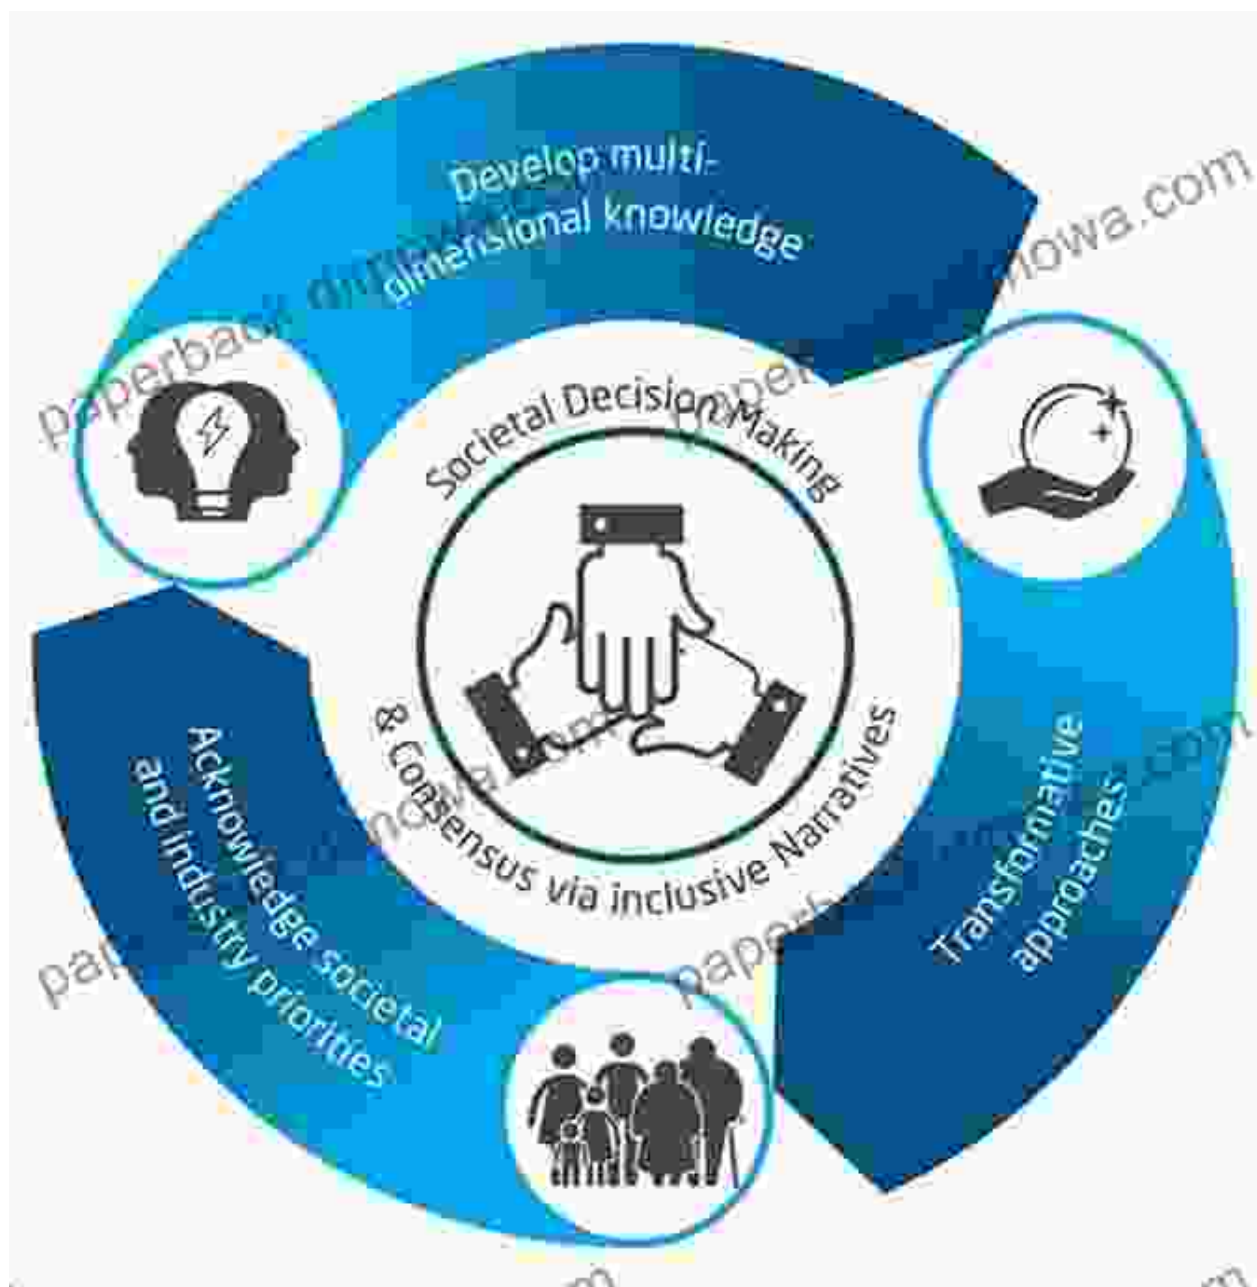 Develop multi-
dimensional knowledge
Societal Decision Making
& Consensus via inclusive Narratives
Transformative
approaches
Acknowledge societal
and industry priorities